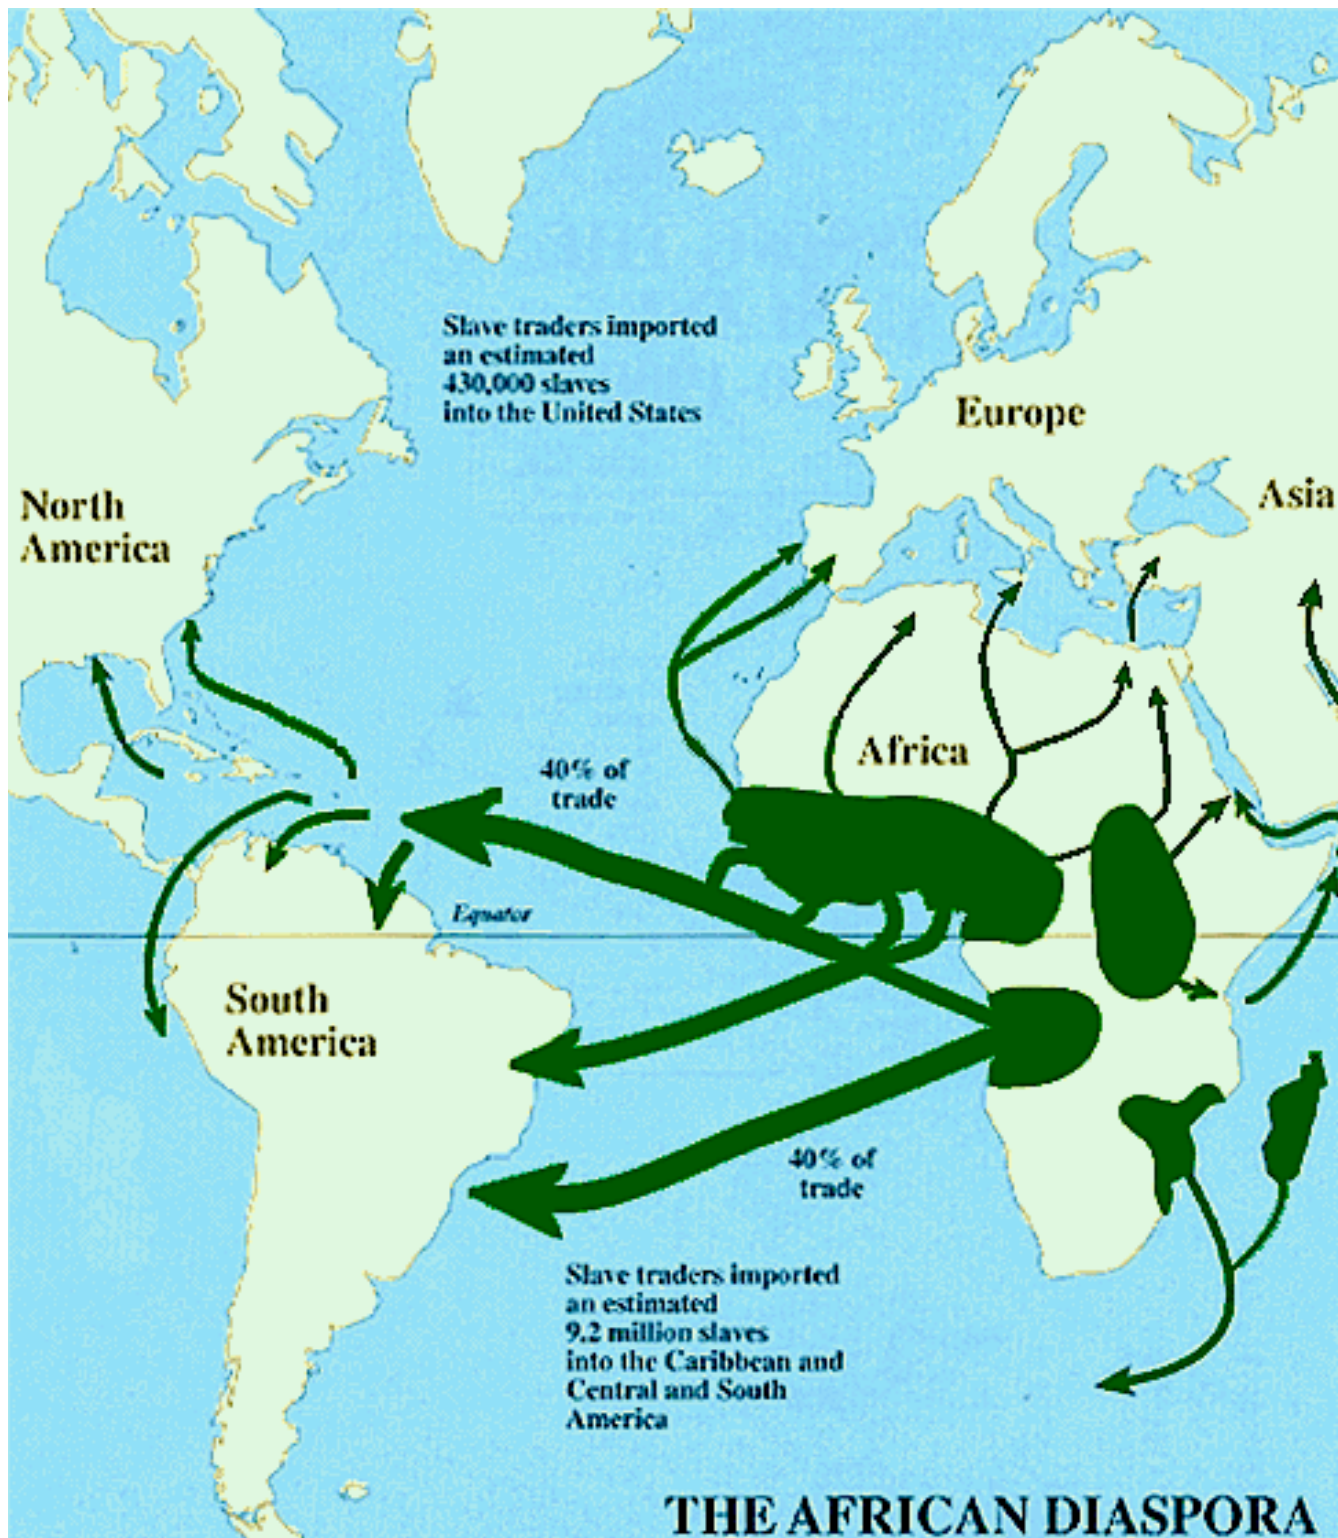 Slave traders imported
an estimated
430,000 slaves
into the United States
Europe
Asia
North
America
40% of
trade
Africa
Equator
South
America
40% of
trade
Slave traders imported
an estimated
9.2 million slaves
into the Caribbean and
Central and South
America
THE AFRICAN DIASPORA